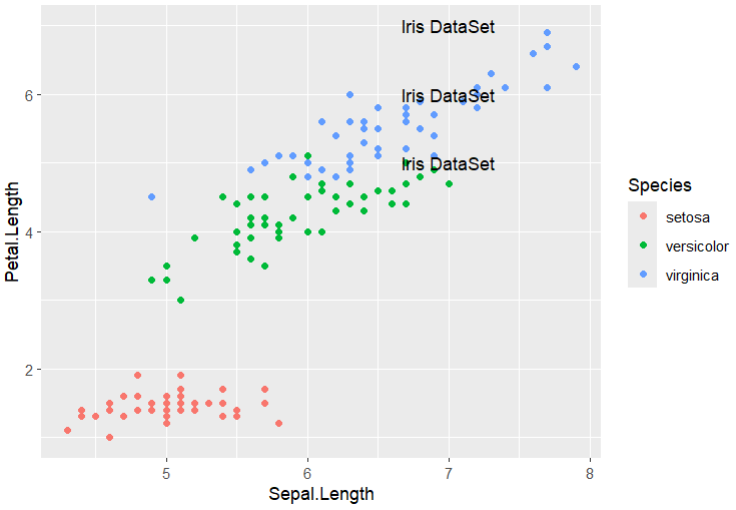 Iris DataSet
6
Iris DataSet
Iris DataSet
4
2
Petal.Length
5
6
7
8
Sepal.Length
Species
setosa
versicolor
virginica